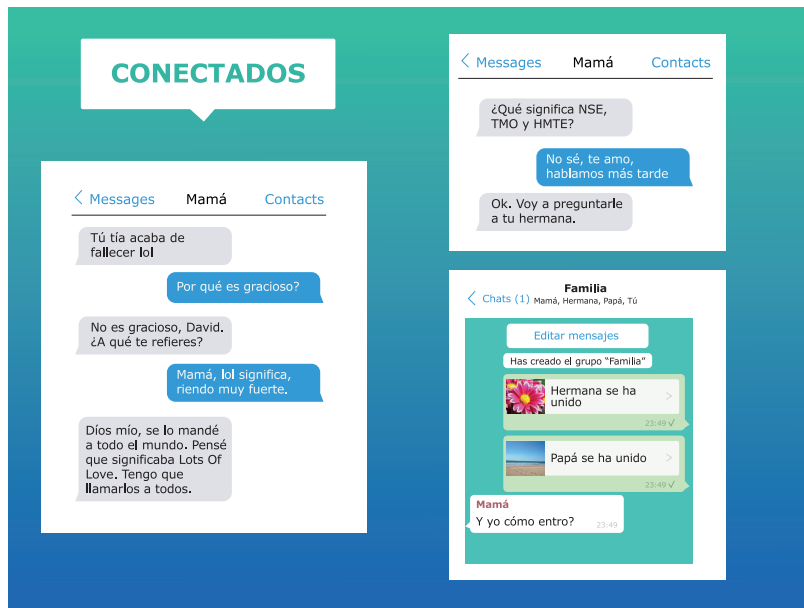 CONECTADOS
Messages
Mamá
Contacts
Tú tía acaba de
fallecer lol
Por qué es gracioso?
No es gracioso, David.
¿A qué te refieres?
Mamá, lol significa,
riendo muy fuerte.
Díos mío, se lo mandé
a todo el mundo. Pensé
que significaba Lots Of
Love. Tengo que
llamarlos a todos.
Messages
Mamá
Contacts
¿Qué significa NSE,
TMO y HMTE?
No sé, te amo,
hablamos más tarde
Ok. Voy a preguntarle
a tu hermana.
Familia
Chats (1)
Mamá, Hermana, Papá, Tú
Editar mensajes
Has creado el grupo “Familia”
Hermana se ha
unido
23:49
Papá se ha unido
23:49
Mamá
Y yo cómo entro?
23:49